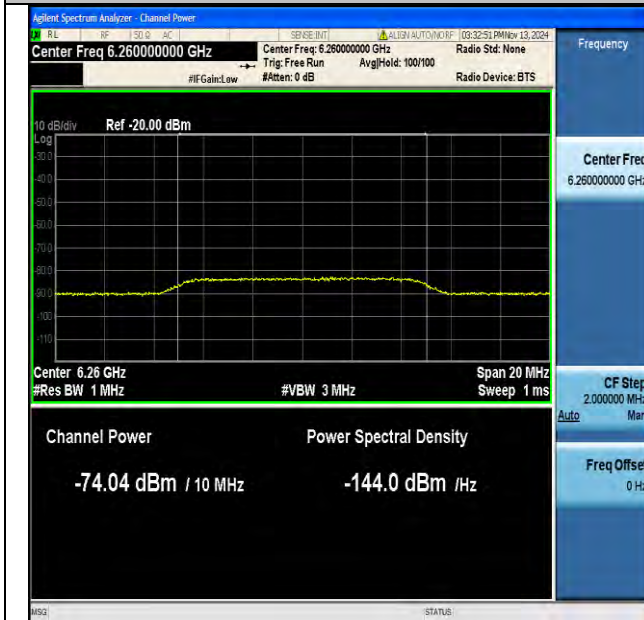 Agilent Spectrum Analyzer - Channel Power
RL RF 50 Ω AC SENSE:INT ALIGN AUTO/NO RF 03:32:51 PM Nov 13, 2024
Center Freq 6.260000000 GHz
Center Freq: 6.260000000 GHz Radio Std: None
Trig: Free Run Avg|Hold: 100/100
#IFGain:Low #Atten: 0 dB Radio Device: BTS
Frequency
10 dB/div Ref -20.00 dBm
Log
-30.0
-40.0
-50.0
-60.0
-70.0
-80.0
-90.0
-100
-110
Center Freq
6.260000000 GHz
Center 6.26 GHz Span 20 MHz
#Res BW 1 MHz #VBW 3 MHz Sweep 1 ms
CF Step
2.000000 MHz
Auto Man
Channel Power Power Spectral Density
-74.04 dBm / 10 MHz -144.0 dBm /Hz
Freq Offset
0 Hz
MSG STATUS